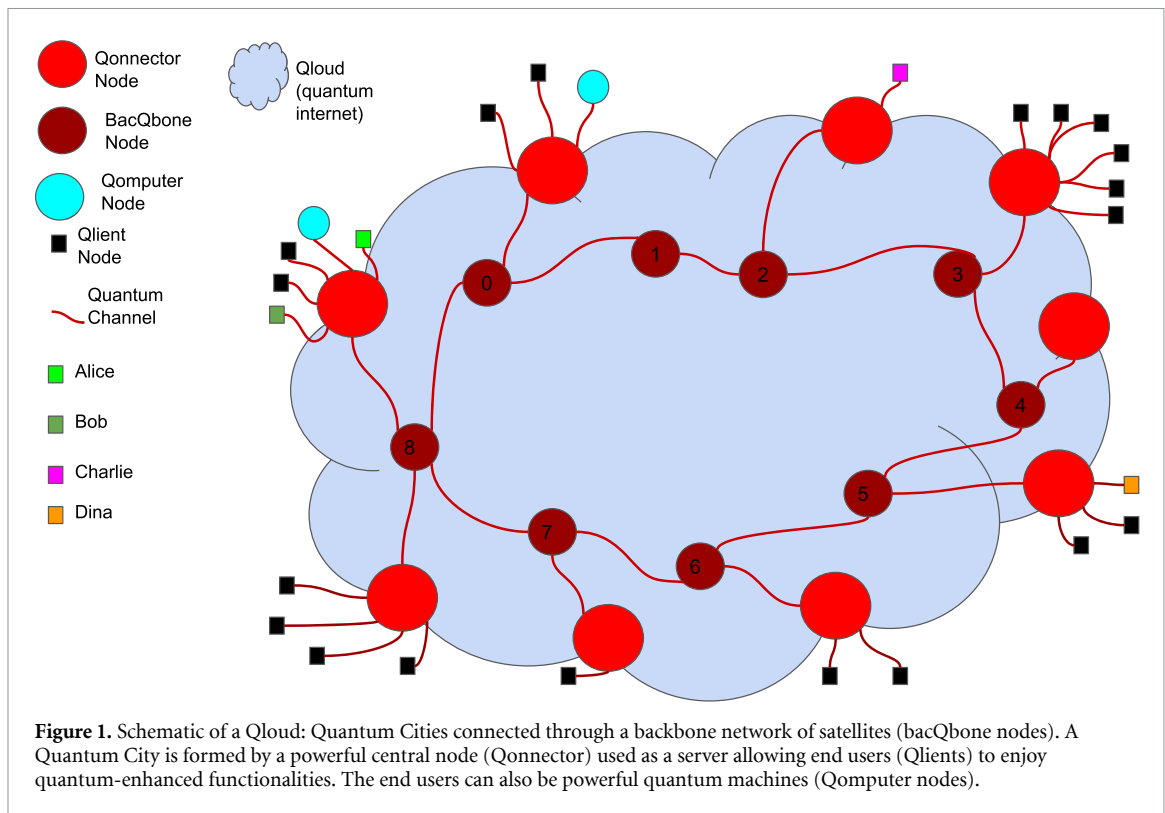 Qonnector
Node
BacQbone
Node
Qomputer
Node
Qlient
Node
Quantum
Channel
Alice
Bob
Charlie
Dina
Qloud
(quantum
internet)
0
1
2
3
4
5
6
7
8
Figure 1. Schematic of a Qloud: Quantum Cities connected through a backbone network of satellites (bacQbone nodes). A
Quantum City is formed by a powerful central node (Qonnector) used as a server allowing end users (Qlients) to enjoy
quantum-enhanced functionalities. The end users can also be powerful quantum machines (Qomputer nodes).